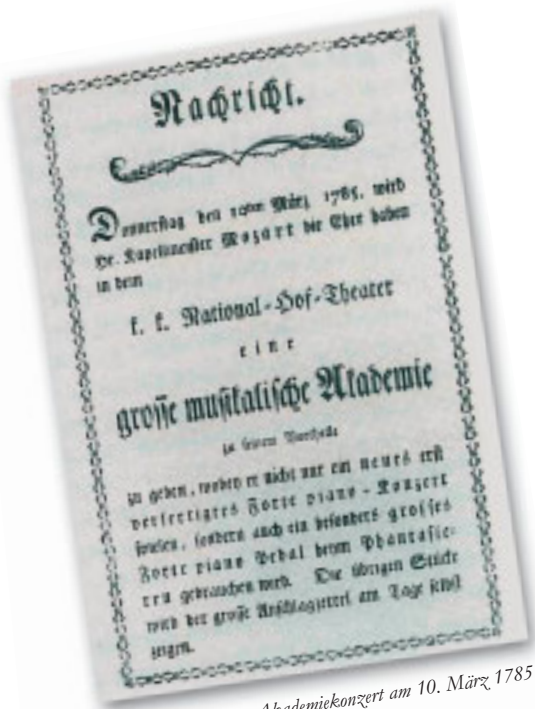 Nachricht.
Donnerstag den 10ten März 1785. wird
Hr. Kapellmeister Mozart die Ehre haben
in dem
k. k. National-Hof-Theater
eine
grosse musikalische Akademie
zu seinem Vortheile
zu geben, wobey er nicht nur ein neues erst
verfertigtes Forte piano-Konzert
spielen, sondern auch ein besonders grosses
Forte piano Pedal beym Phantasie-
ren gebrauchen wird. Die übrigen Stücke
wird der grosse Anschlagzettel am Tage selbst
zeigen.
Akademiekonzert am 10. März 1785